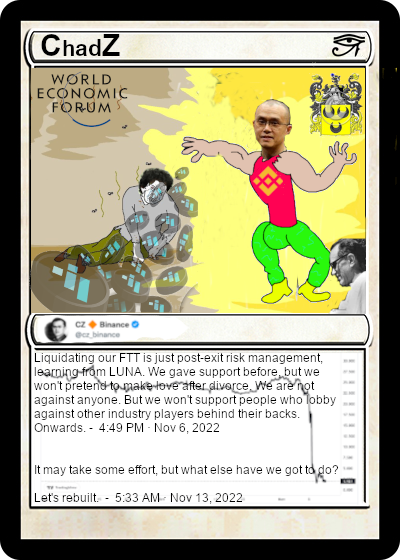 ChadZ
WORLD
ECONOMIC
FORUM
CZ Binance
@cz_binance
Liquidating our FTT is just post-exit risk management,
learning from LUNA. We gave support before, but we
won't pretend to make love after divorce. We are not
against anyone. But we won't support people who lobby
against other industry players behind their backs.
Onwards. - 4:49 PM · Nov 6, 2022
It may take some effort, but what else have we got to do?
Let's rebuilt. - 5:33 AM · Nov 13, 2022